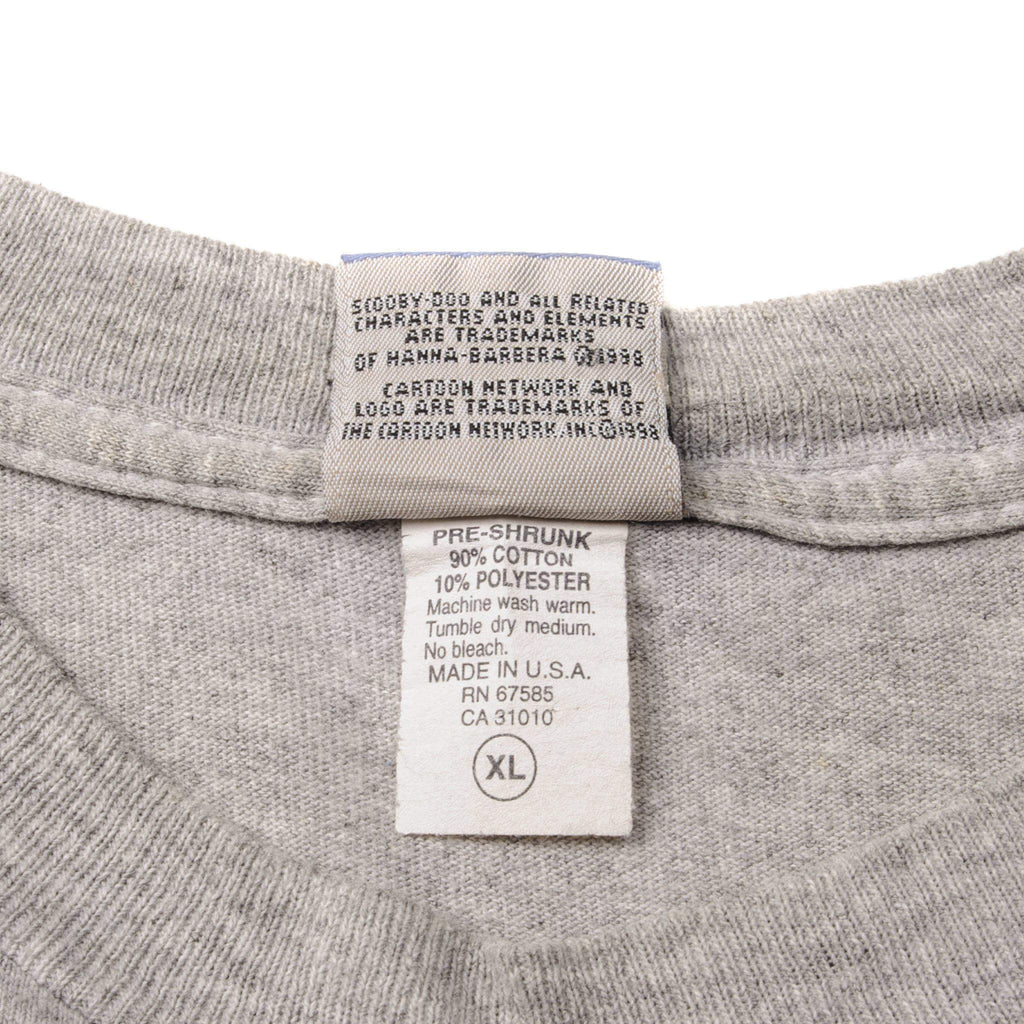 SCOOBY-DOO AND ALL RELATED
CHARACTERS AND ELEMENTS
ARE TRADEMARKS
OF HANNA-BARBERA ©1998
CARTOON NETWORK AND
LOGO ARE TRADEMARKS OF
THE CARTOON NETWORK, INC©1998
PRE-SHRUNK
90% COTTON
10% POLYESTER
Machine wash warm.
Tumble dry medium.
No bleach.
MADE IN U.S.A.
RN 67585
CA 31010
XL